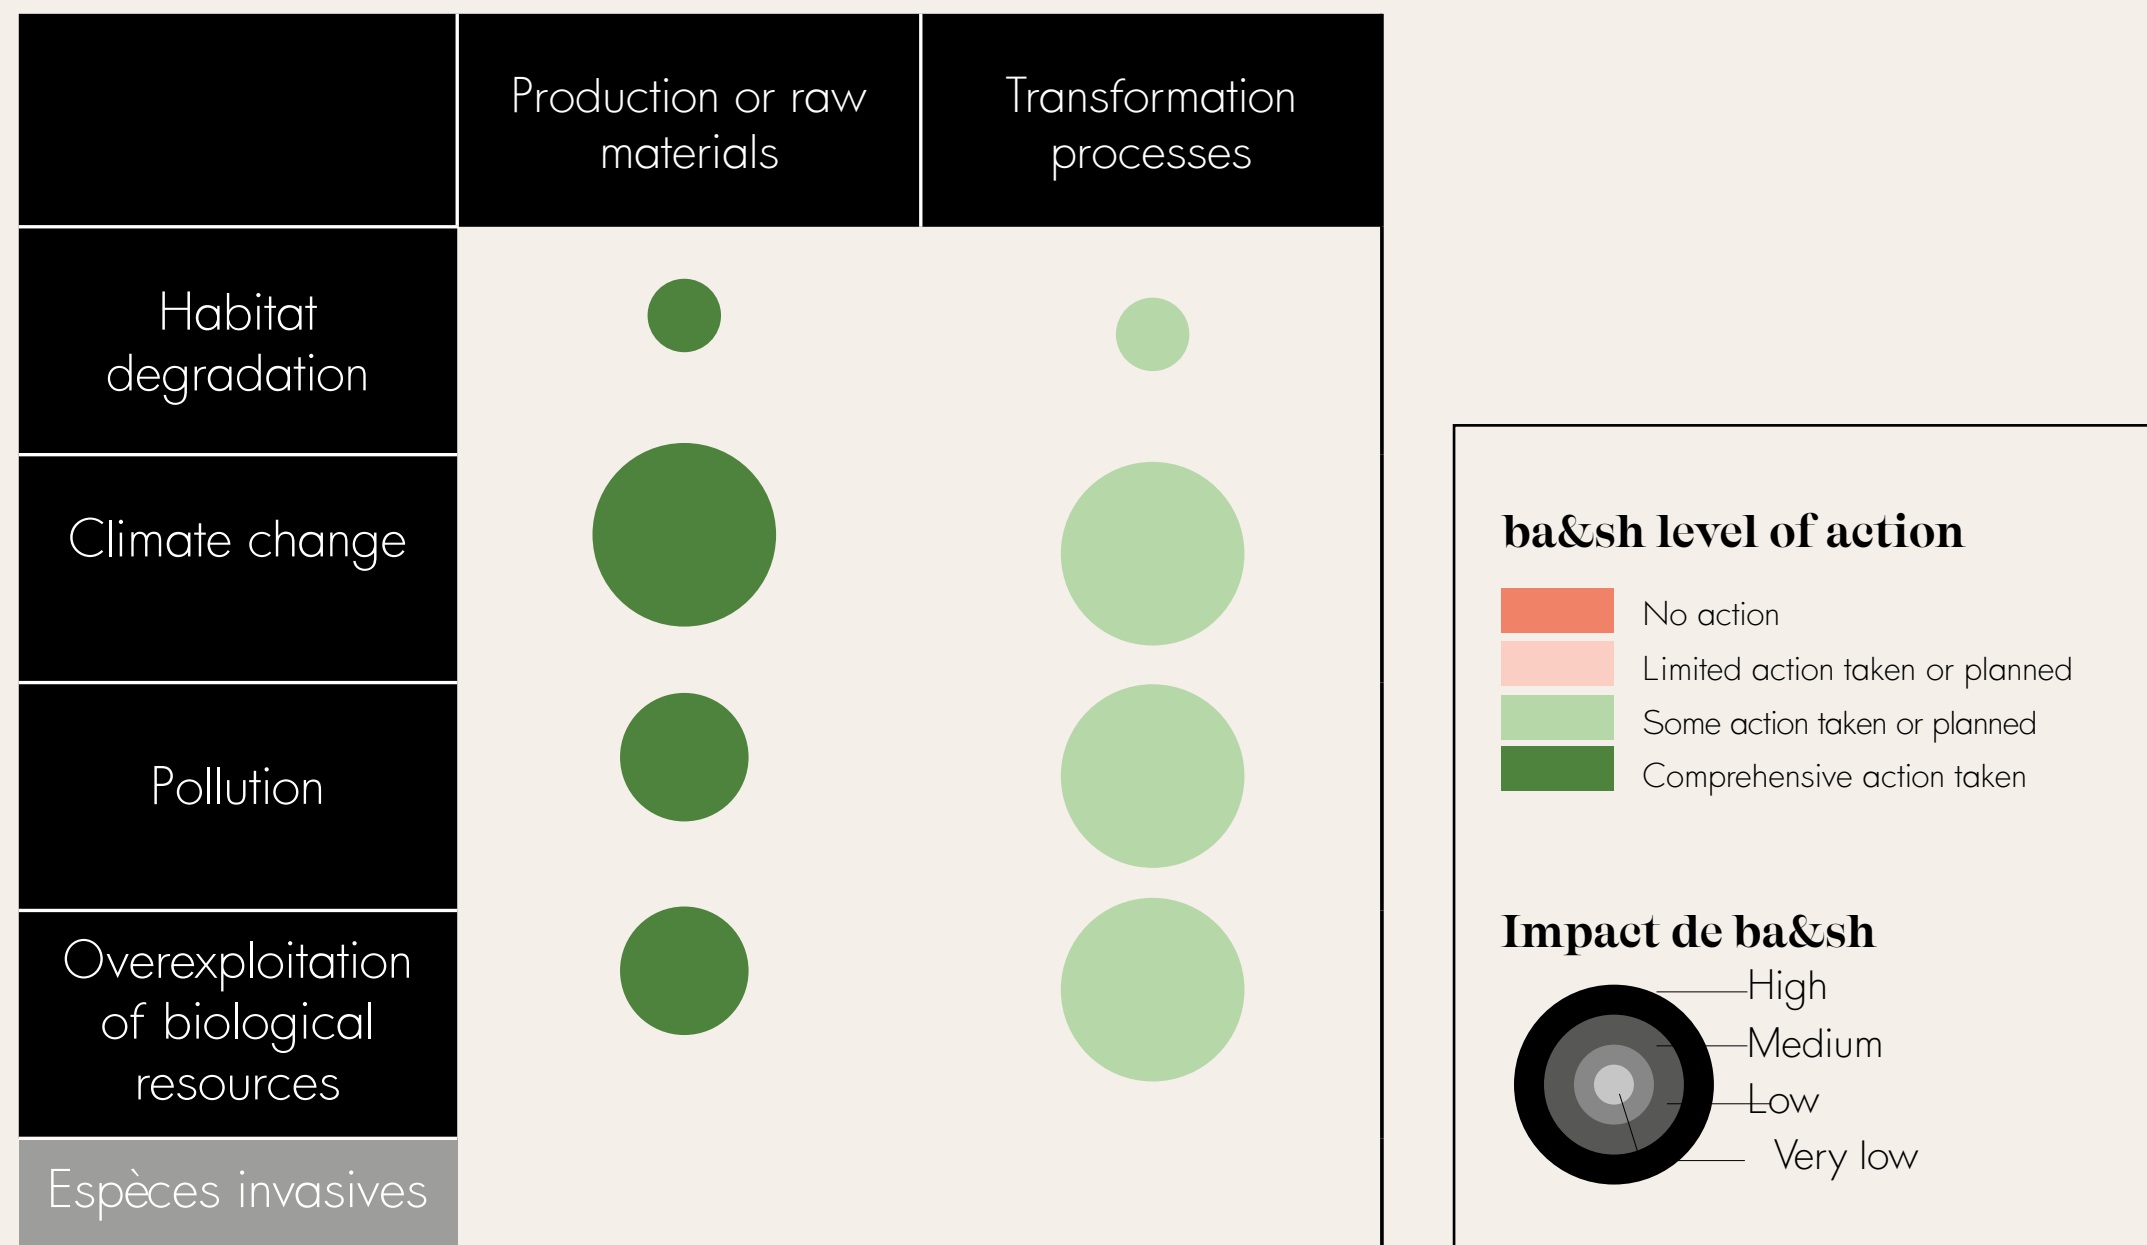 Production or raw
materials
Transformation
processes
Habitat
degradation
Climate change
Pollution
Overexploitation
of biological
resources
Espèces invasives
ba&sh level of action
No action
Limited action taken or planned
Some action taken or planned
Comprehensive action taken
Impact de ba&sh
High
Medium
Low
Very low